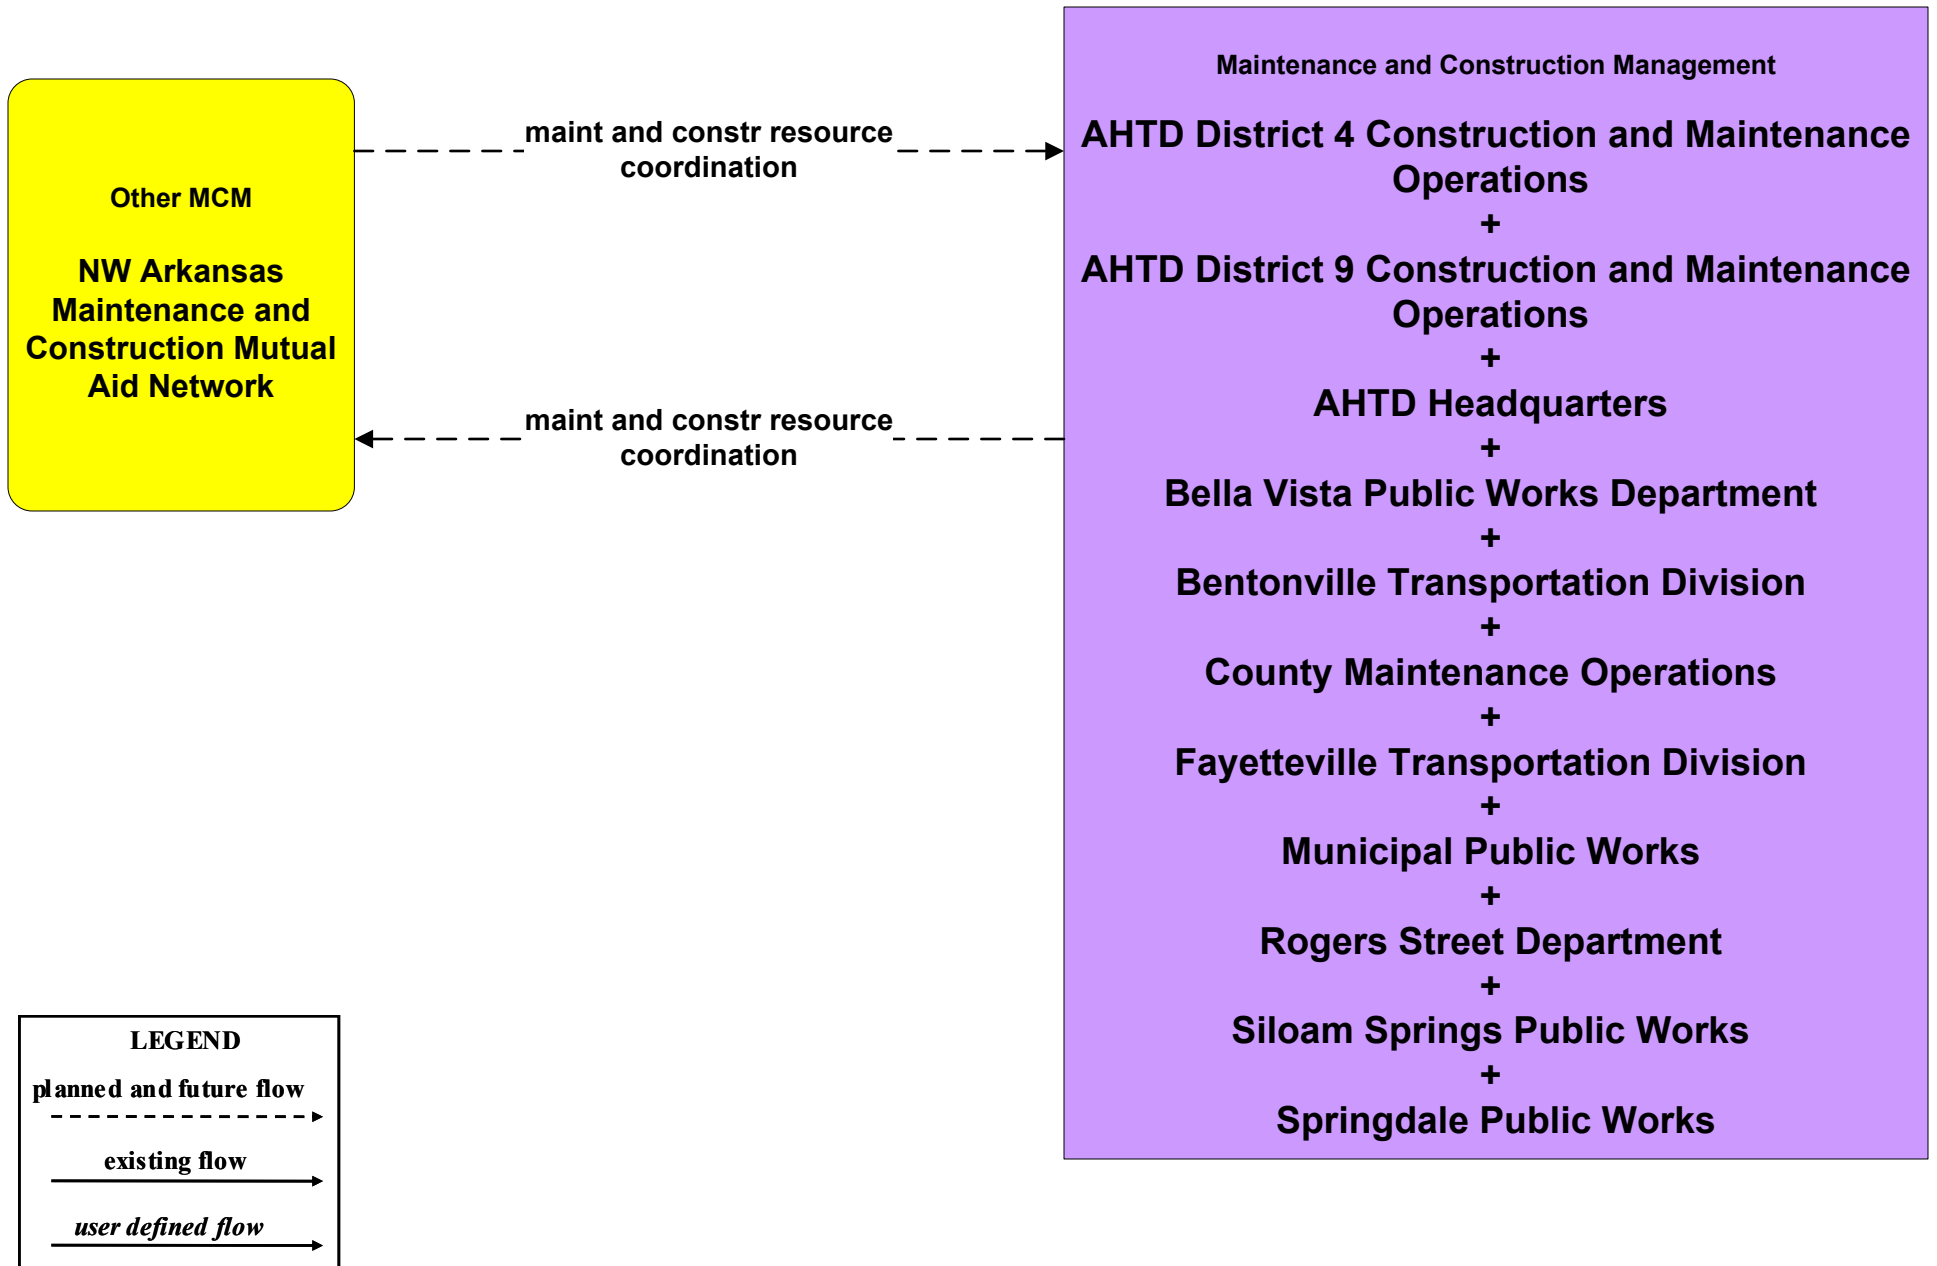 Other MCM
NW Arkansas
Maintenance and
Construction Mutual
Aid Network
maint and constr resource
coordination
maint and constr resource
coordination
Maintenance and Construction Management
AHTD District 4 Construction and Maintenance
Operations
+
AHTD District 9 Construction and Maintenance
Operations
+
AHTD Headquarters
+
Bella Vista Public Works Department
+
Bentonville Transportation Division
+
County Maintenance Operations
+
Fayetteville Transportation Division
+
Municipal Public Works
+
Rogers Street Department
+
Siloam Springs Public Works
+
Springdale Public Works
LEGEND
planned and future flow
existing flow
user defined flow